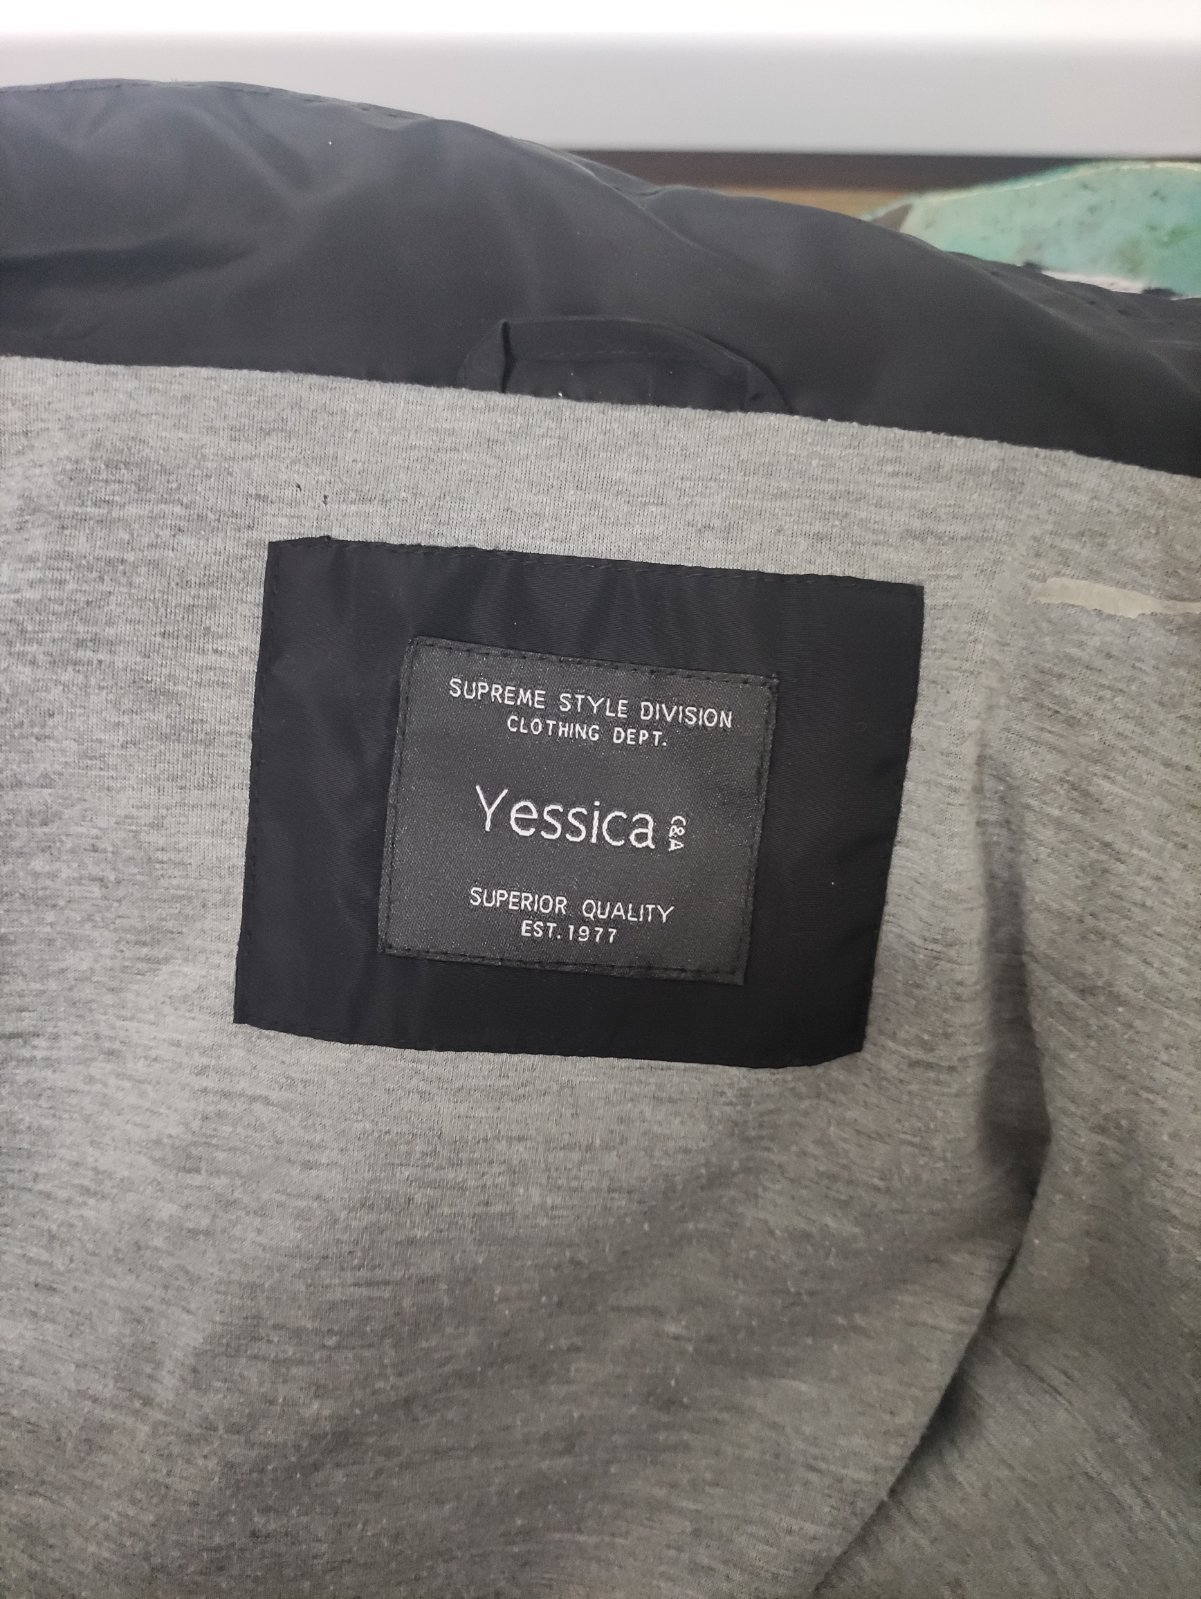 SUPREME STYLE DIVISION
CLOTHING DEPT.
Yessica C&A
SUPERIOR QUALITY
EST. 1977